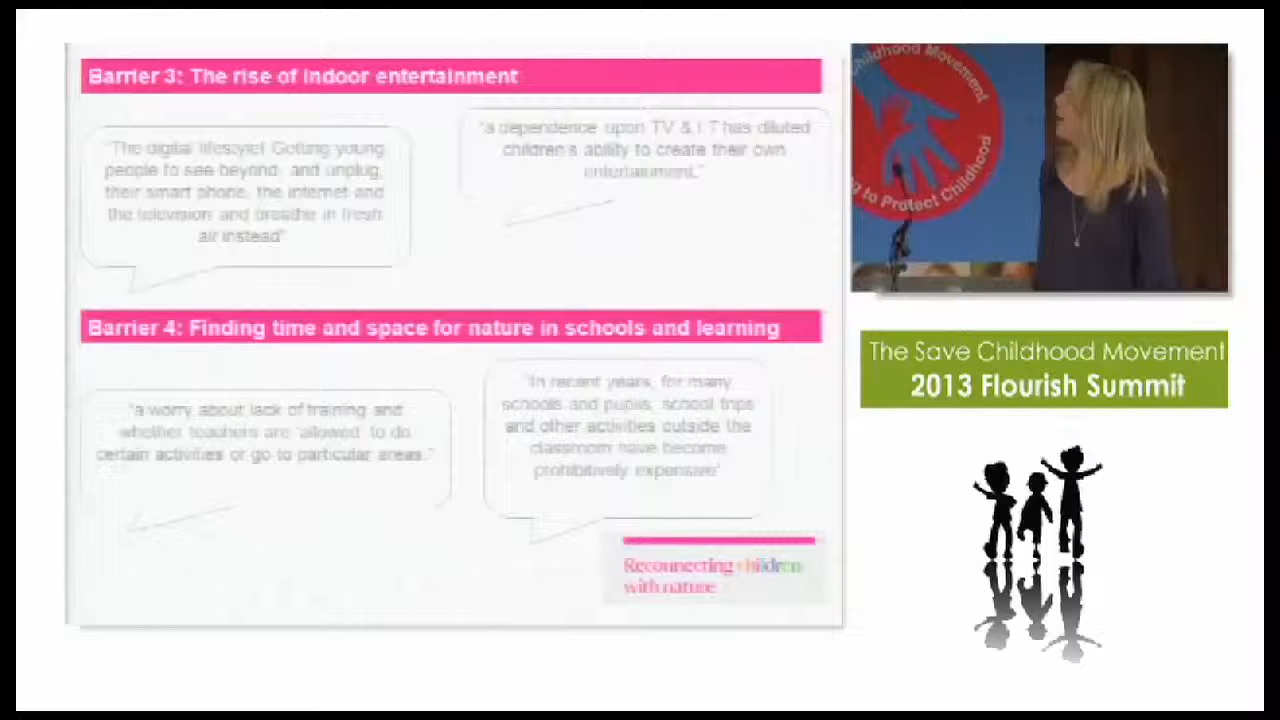 Barrier 3: The rise of indoor entertainment
"The digital lifestyle! Getting young
people to see beyond, and unplug,
their smart phone, the internet and
the television and breathe in fresh
air instead"
"a dependence upon TV & I T has diluted
children's ability to create their own
entertainment."
Barrier 4: Finding time and space for nature in schools and learning
"a worry about lack of training and
whether teachers are 'allowed' to do
certain activities or go to particular areas."
"In recent years, for many
schools and pupils, school trips
and other activities outside the
classroom have become
prohibitively expensive"
Reconnecting children
with nature
Childhood Movement
to Protect Childhood
The Save Childhood Movement
2013 Flourish Summit